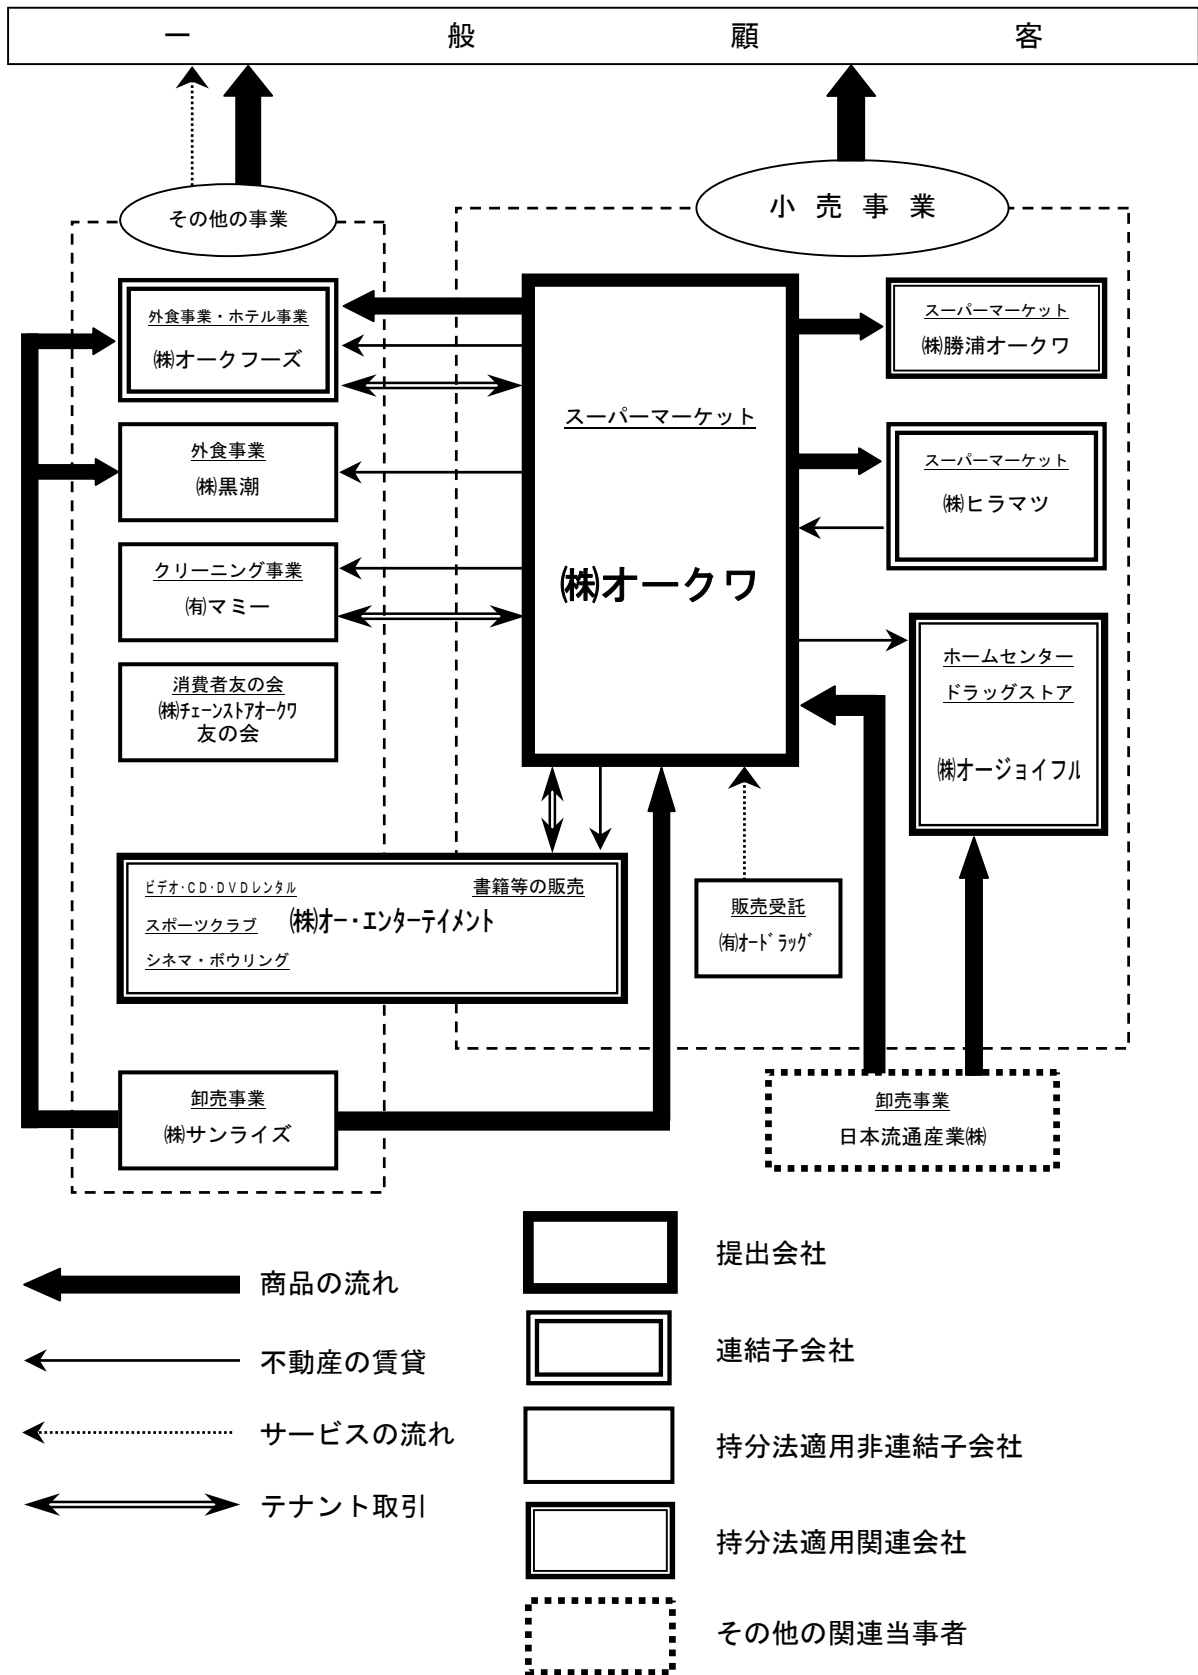 一般顧客
その他の事業
小売事業
外食事業・ホテル事業
㈱オークフーズ
外食事業
㈱黒潮
クリーニング事業
㈲マミー
消費者友の会
㈱チェーンストアオークワ
友の会
スーパーマーケット
㈱オークワ
スーパーマーケット
㈱勝浦オークワ
スーパーマーケット
㈱ヒラマツ
ホームセンター
ドラッグストア
㈱オージョイフル
ビデオ・CD・DVDレンタル
書籍等の販売
スポーツクラブ
㈱オー・エンターテイメント
シネマ・ボウリング
販売受託
㈲オードラッグ
卸売事業
㈱サンライズ
卸売事業
日本流通産業㈱
商品の流れ
不動産の賃貸
サービスの流れ
テナント取引
提出会社
連結子会社
持分法適用非連結子会社
持分法適用関連会社
その他の関連当事者